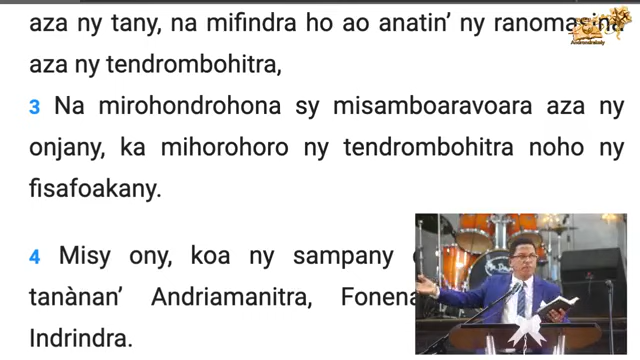 aza ny tany, na mifindra ho ao anatin’ ny ranomasina
aza ny tendrombohitra,
3 Na mirohondrohona sy misamboaravoara aza ny
onjany, ka mihorohoro ny tendrombohitra noho ny
fisafoakany.
4 Misy ony, koa ny sampany
tanànan’ Andriamanitra,
Indrindra.